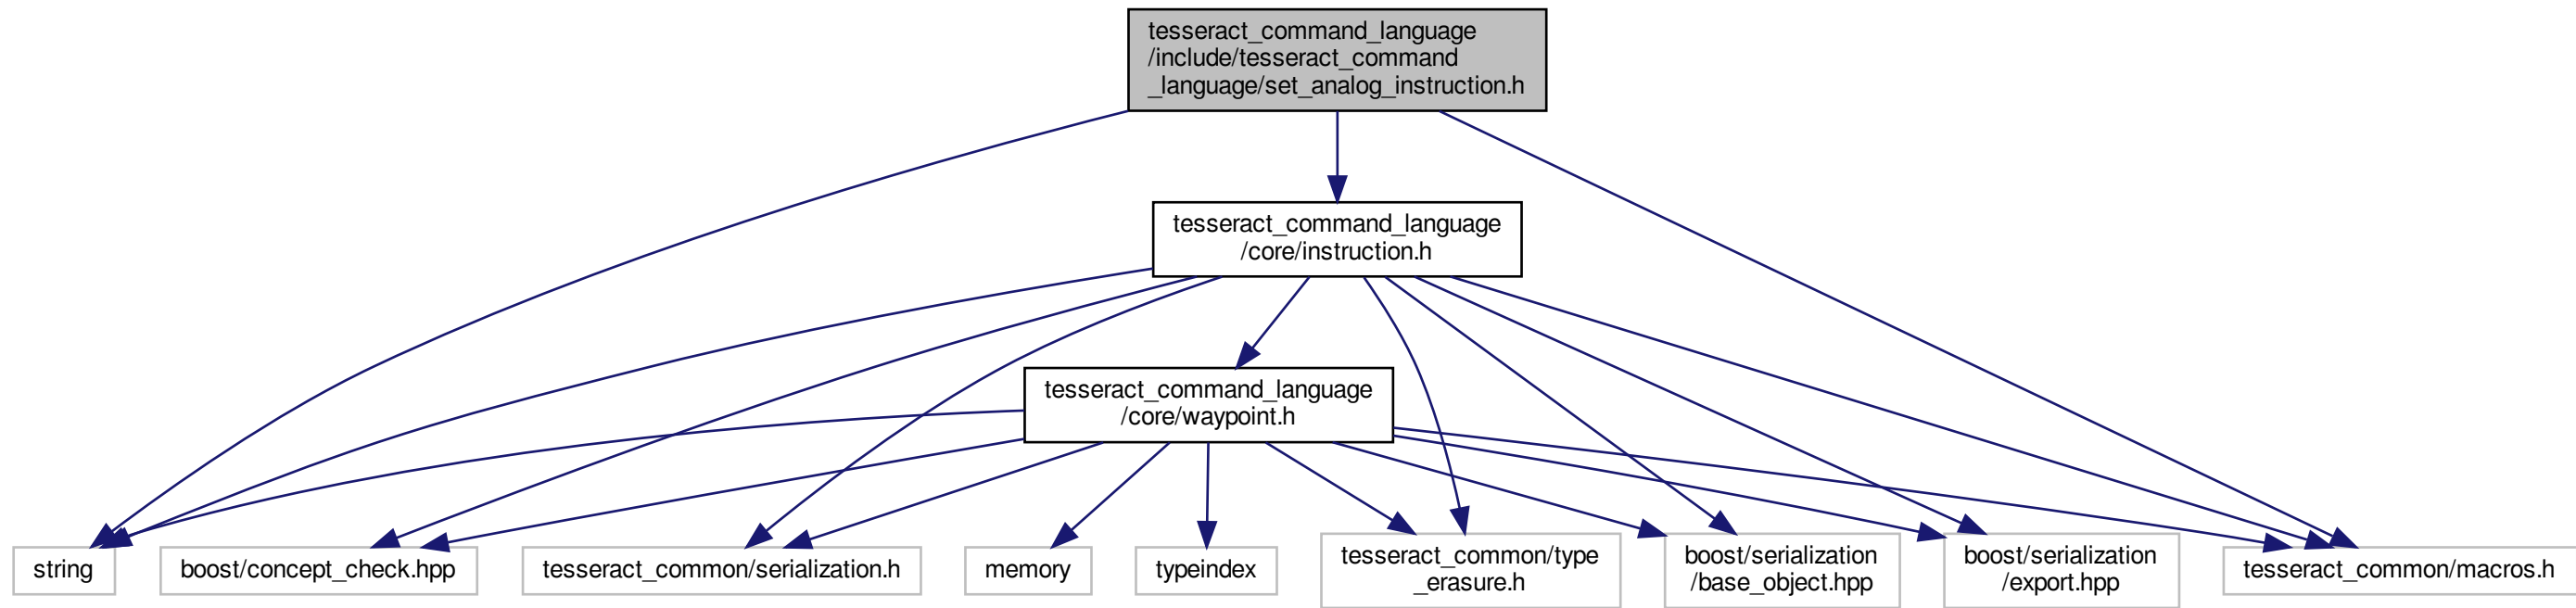 tesseract_command_language
/include/tesseract_command
_language/set_analog_instruction.h
tesseract_command_language
/core/instruction.h
tesseract_command_language
/core/waypoint.h
string
boost/concept_check.hpp
tesseract_common/serialization.h
memory
typeindex
tesseract_common/type
_erasure.h
boost/serialization
/base_object.hpp
boost/serialization
/export.hpp
tesseract_common/macros.h